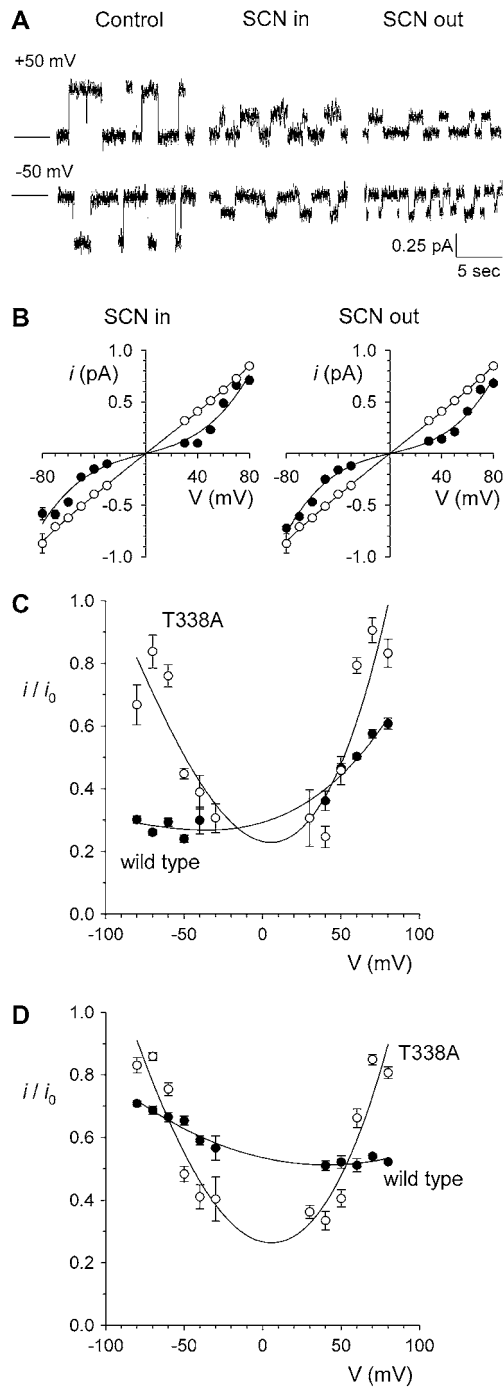 A
Control SCN in SCN out
+50 mV
-50 mV
0.25 pA
5 sec
B
SCN in SCN out
i (pA) 1.0 i (pA) 1.0
0.5 0.5
-80 -40 40 80 -80 -40 40 80
V (mV) V (mV)
-0.5 -0.5
-1.0 -1.0
C
1.0
T338A
0.8
i / i0
0.6
0.4
0.2
wild type
0.0
-100 -50 0 50 100
V (mV)
D
1.0
T338A
0.8
i / i0
0.6
wild type
0.4
0.2
0.0
-100 -50 0 50 100
V (mV)